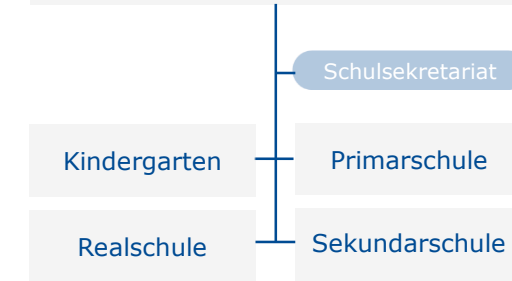 Schulsekretariat
Kindergarten
Primarschule
Realschule
Sekundarschule